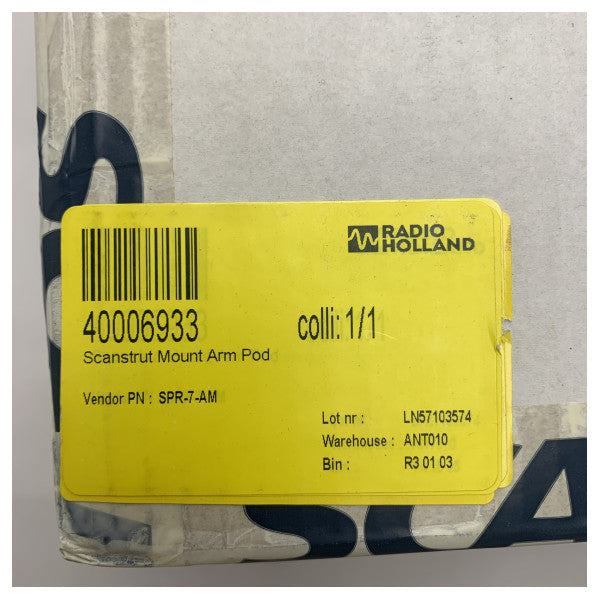 RADIO
HOLLAND
40006933
colli: 1/1
Scanstrut Mount Arm Pod
Vendor PN : SPR-7-AM
Lot nr : LN57103574
Warehouse : ANT010
Bin : R3 01 03
SCA